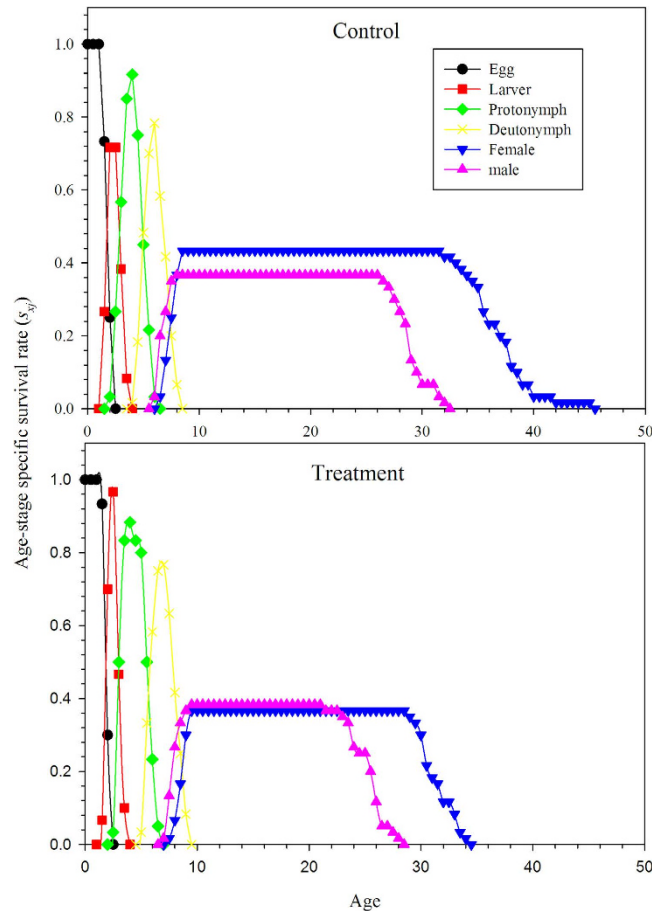 Control
Egg
Larver
Protonymph
Deutonymph
Female
male
1.0
0.8
0.6
0.4
0.2
0.0
0 10 20 30 40 50
Age-stage specific survival rate (sxj)
Treatment
1.0
0.8
0.6
0.4
0.2
0.0
0 10 20 30 40 50
Age